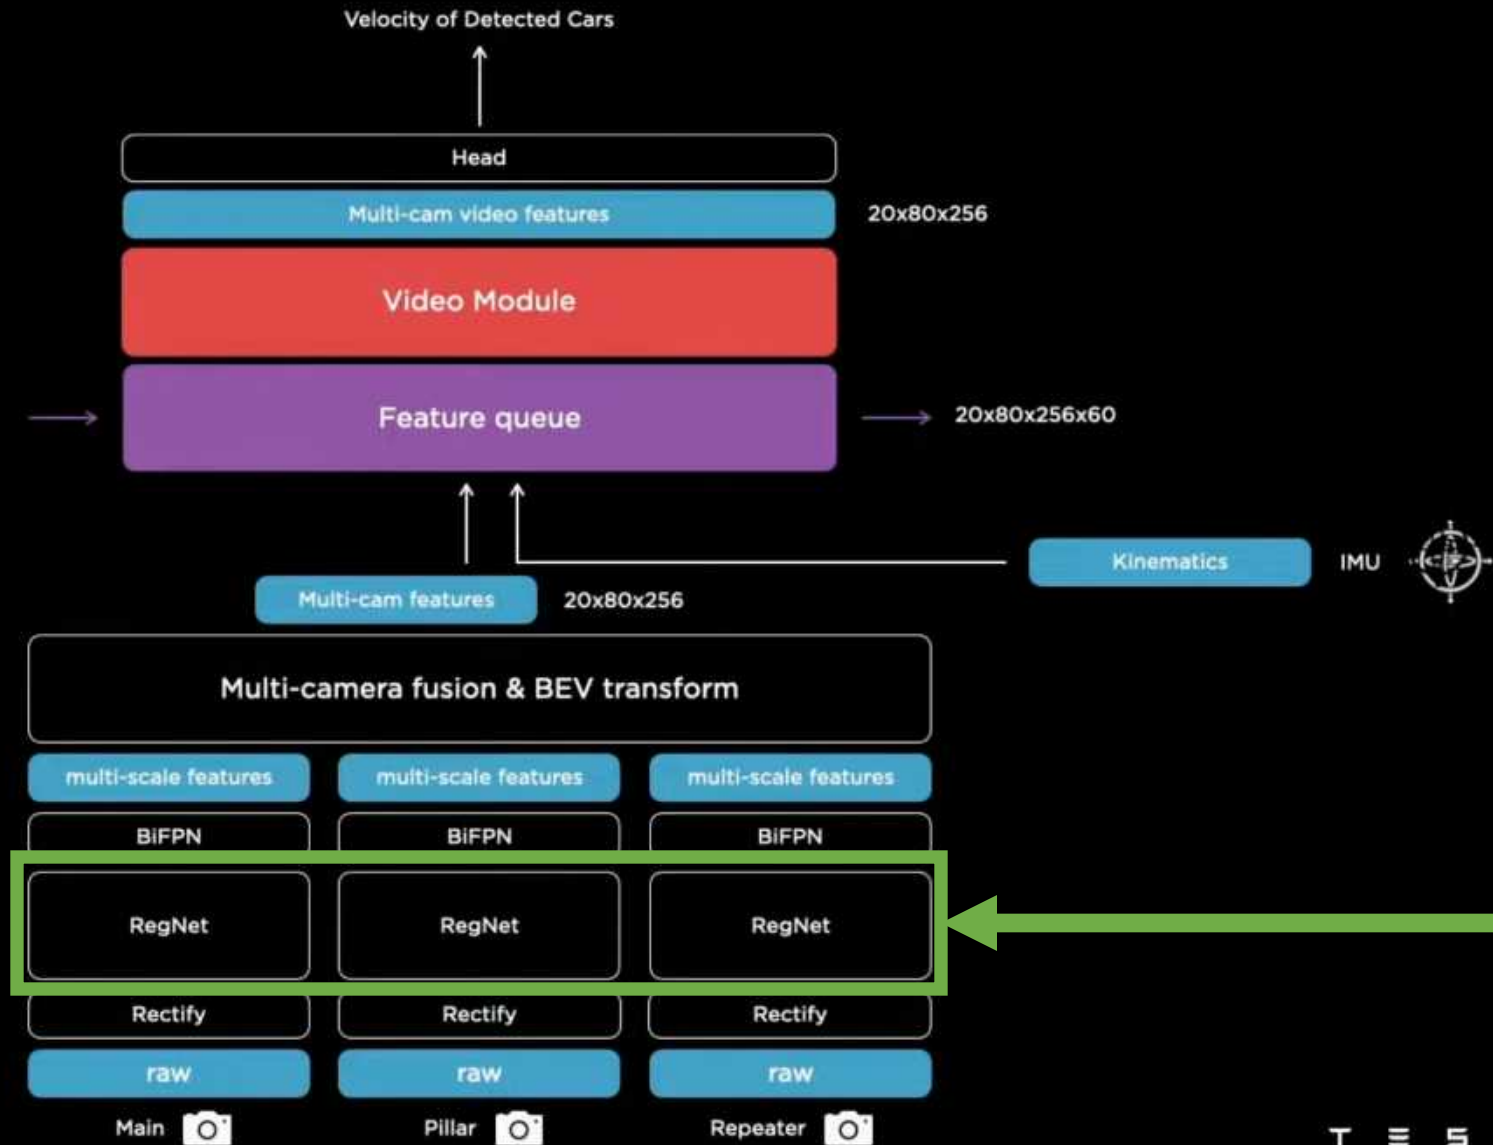 Velocity of Detected Cars
Head
Multi-cam video features
20x80x256
Video Module
Feature queue
20x80x256x60
Kinematics
IMU
Multi-cam features
20x80x256
Multi-camera fusion & BEV transform
multi-scale features
multi-scale features
multi-scale features
BiFPN
BiFPN
BiFPN
RegNet
RegNet
RegNet
Rectify
Rectify
Rectify
raw
raw
raw
Main
Pillar
Repeater
T E S